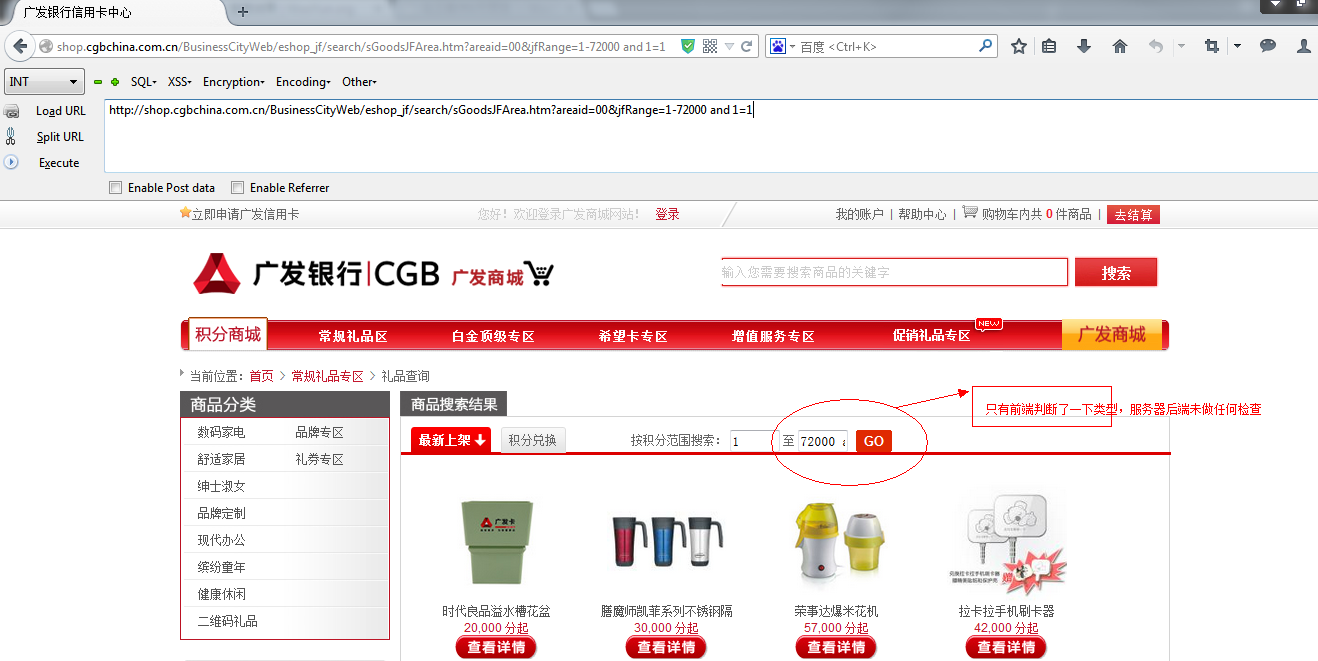 广发银行信用卡中心
shop.cgbchina.com.cn/BusinessCityWeb/eshop_jf/search/sGoodsJFArea.htm?areaid=00&jfRange=1-72000 and 1=1
百度 <Ctrl+K>
INT SQL- XSS- Encryption- Encoding- Other-
Load URL
http://shop.cgbchina.com.cn/BusinessCityWeb/eshop_jf/search/sGoodsJFArea.htm?areaid=00&jfRange=1-72000 and 1=1
Split URL
Execute
Enable Post data Enable Referrer
立即申请广发信用卡 您好！欢迎登录广发商城网站！ 登录 我的账户 | 帮助中心 | 购物车内共 0 件商品 | 去结算
广发银行|CGB 广发商城
输入您需要搜索商品的关键字 搜索
积分商城 常规礼品区 白金顶级专区 希望卡专区 增值服务专区 促销礼品专区 NEW 广发商城
当前位置：首页 > 常规礼品专区 > 礼品查询
商品分类
数码家电 品牌专区
舒适家居 礼券专区
绅士淑女
品牌定制
现代办公
缤纷童年
健康休闲
二维码礼品
商品搜索结果
只有前端判断了一下类型，服务器后端未做任何检查
最新上架 积分兑换 按积分范围搜索： 1 至 72000 a GO
广发卡
时代良品溢水槽花盆
20,000 分起
查看详情
膳魔师凯菲系列不锈钢隔
30,000 分起
查看详情
荣事达爆米花机
57,000 分起
查看详情
赠
拉卡拉手机刷卡器
42,000 分起
查看详情